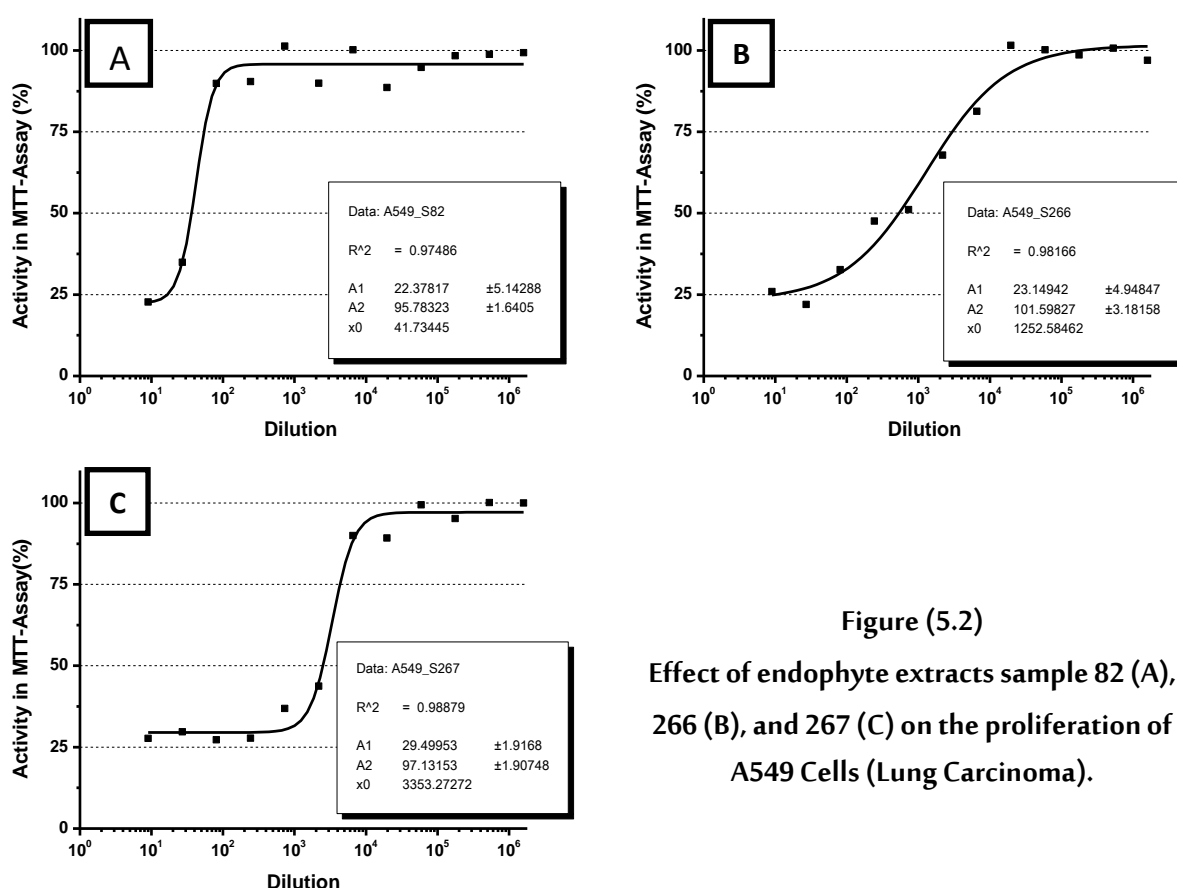 A
Activity in MTT-Assay (%)
100
75
50
25
0
Data: A549_S82
R^2 = 0.97486
A1 22.37817 ±5.14288
A2 95.78323 ±1.6405
x0 41.73445
10^0 10^1 10^2 10^3 10^4 10^5 10^6
Dilution
B
Activity in MTT-Assay (%)
100
75
50
25
0
Data: A549_S266
R^2 = 0.98166
A1 23.14942 ±4.94847
A2 101.59827 ±3.18158
x0 1252.58462
10^0 10^1 10^2 10^3 10^4 10^5 10^6
Dilution
C
Activity in MTT-Assay(%)
100
75
50
25
0
Data: A549_S267
R^2 = 0.98879
A1 29.49953 ±1.9168
A2 97.13153 ±1.90748
x0 3353.27272
10^0 10^1 10^2 10^3 10^4 10^5 10^6
Dilution
Figure (5.2)
Effect of endophyte extracts sample 82 (A),
266 (B), and 267 (C) on the proliferation of
A549 Cells (Lung Carcinoma).